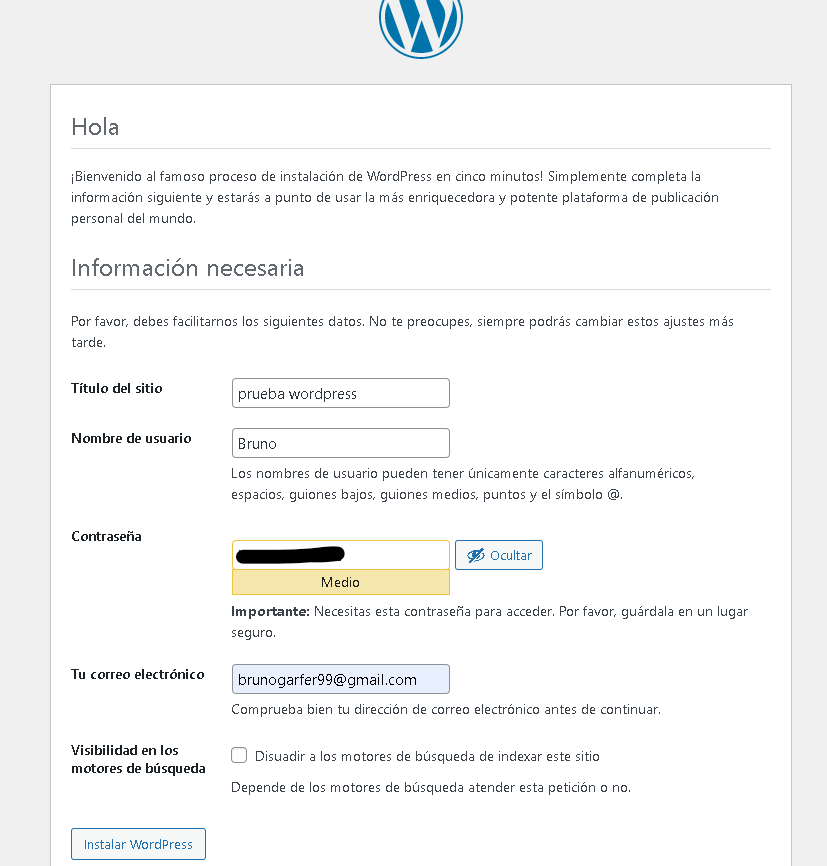 Hola
¡Bienvenido al famoso proceso de instalación de WordPress en cinco minutos! Simplemente completa la
información siguiente y estarás a punto de usar la más enriquecedora y potente plataforma de publicación
personal del mundo.
Información necesaria
Por favor, debes facilitarnos los siguientes datos. No te preocupes, siempre podrás cambiar estos ajustes más
tarde.
Título del sitio
prueba wordpress
Nombre de usuario
Bruno
Los nombres de usuario pueden tener únicamente caracteres alfanuméricos,
espacios, guiones bajos, guiones medios, puntos y el símbolo @.
Contraseña
Ocultar
Medio
Importante: Necesitas esta contraseña para acceder. Por favor, guárdala en un lugar
seguro.
Tu correo electrónico
brunogarfer99@gmail.com
Comprueba bien tu dirección de correo electrónico antes de continuar.
Visibilidad en los
motores de búsqueda
Disuadir a los motores de búsqueda de indexar este sitio
Depende de los motores de búsqueda atender esta petición o no.
Instalar WordPress